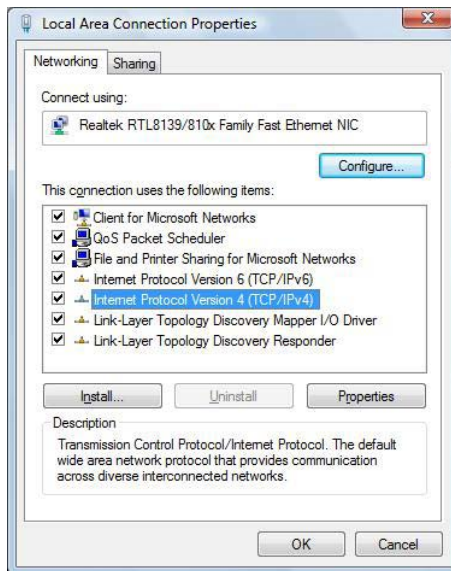 Local Area Connection Properties
Networking
Sharing
Connect using:
Realtek RTL8139/810x Family Fast Ethernet NIC
Configure...
This connection uses the following items:
Client for Microsoft Networks
QoS Packet Scheduler
File and Printer Sharing for Microsoft Networks
Internet Protocol Version 6 (TCP/IPv6)
Internet Protocol Version 4 (TCP/IPv4)
Link-Layer Topology Discovery Mapper I/O Driver
Link-Layer Topology Discovery Responder
Install...
Uninstall
Properties
Description
Transmission Control Protocol/Internet Protocol. The default
wide area network protocol that provides communication
across diverse interconnected networks.
OK
Cancel